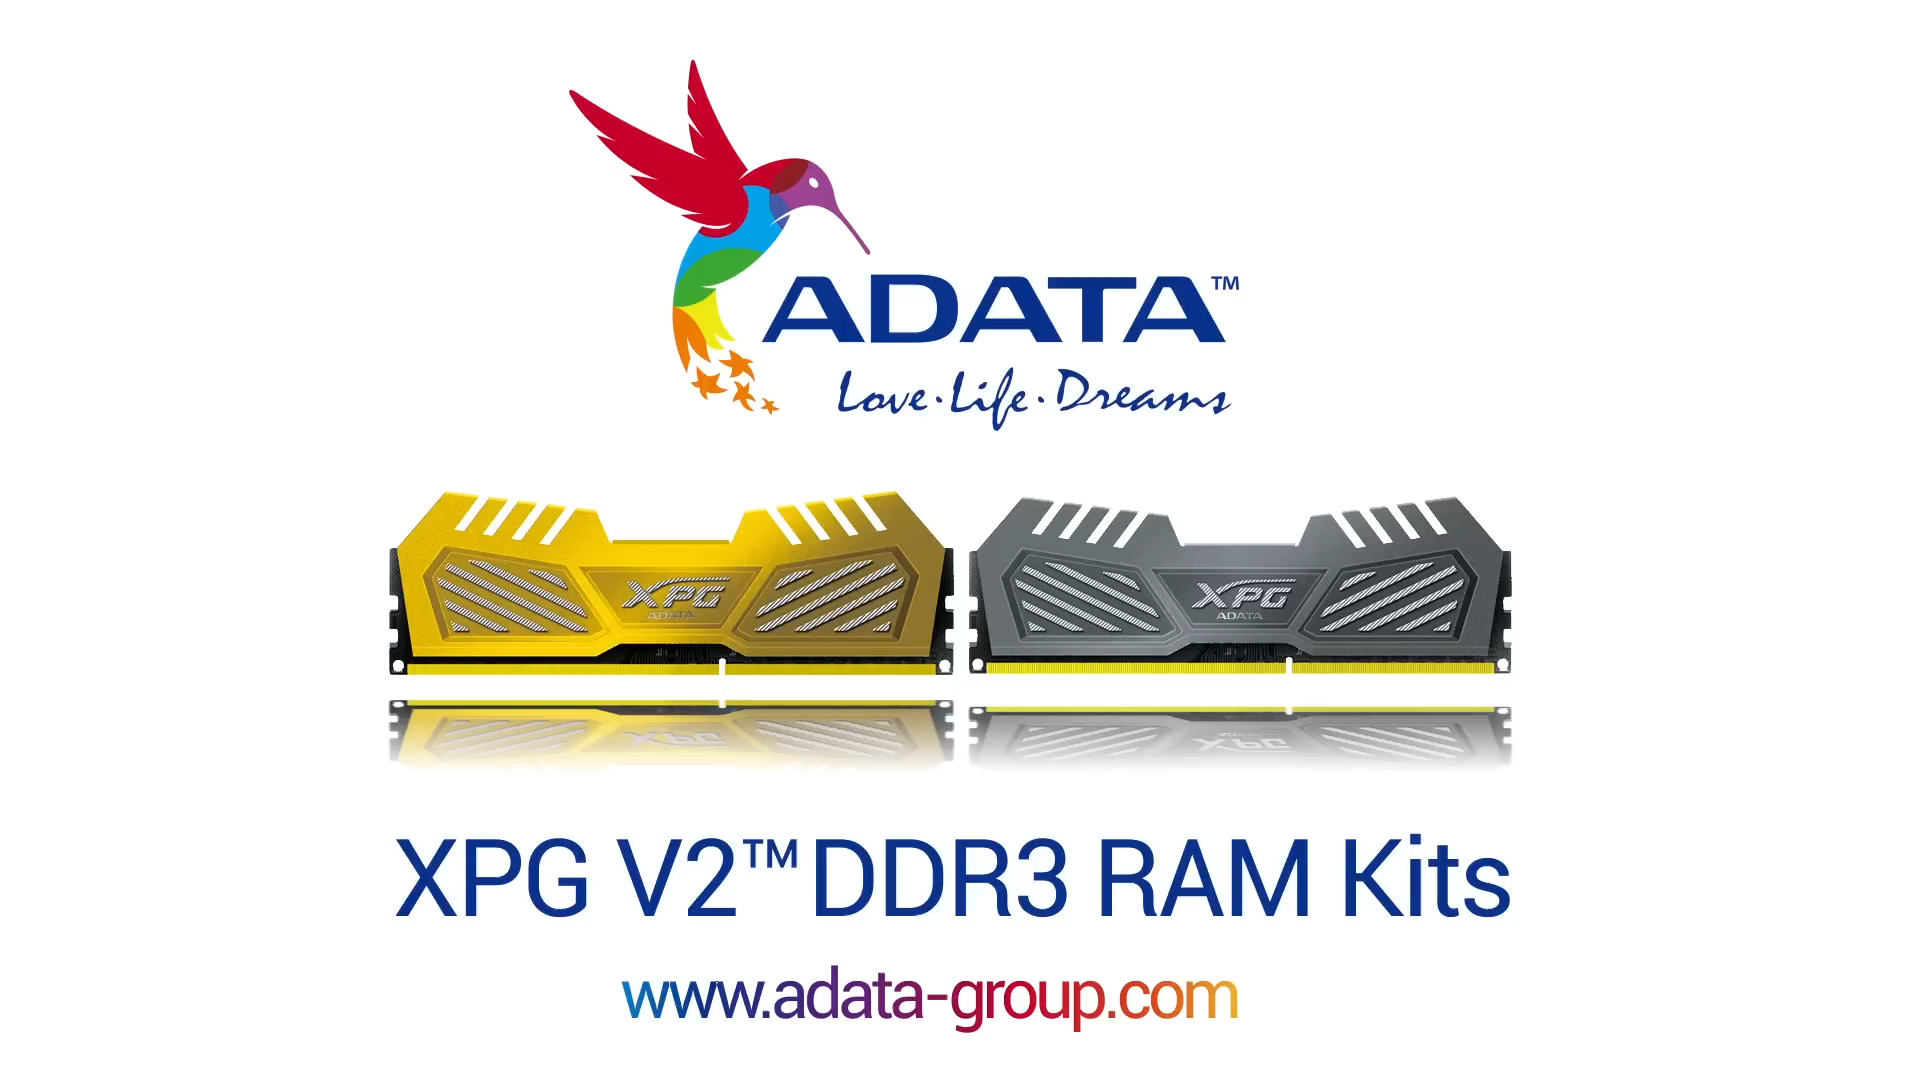 ADATA™
Love·Life·Dreams
XPG
ADATA
XPG
ADATA
XPG V2™ DDR3 RAM Kits
www.adata-group.com